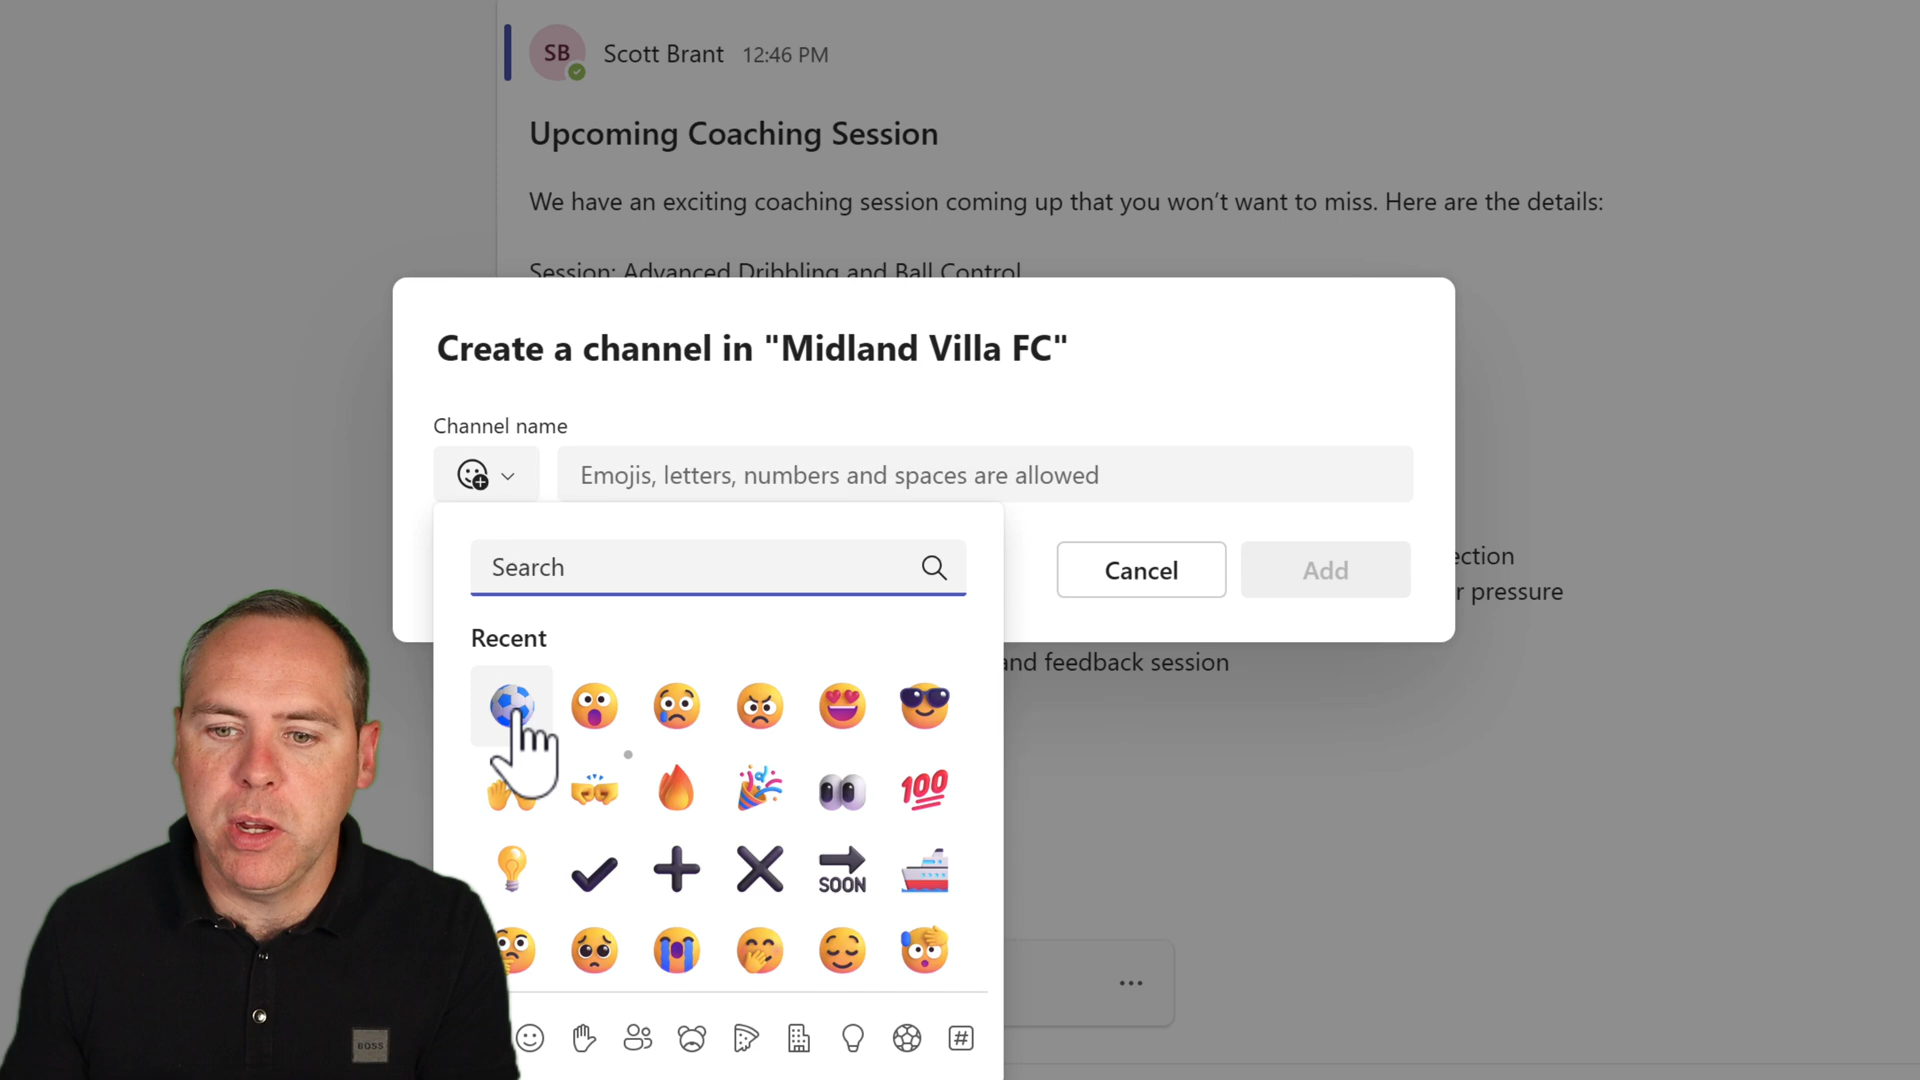 SB
Scott Brant 12:46 PM
Upcoming Coaching Session
We have an exciting coaching session coming up that you won’t want to miss. Here are the details:
Session: Advanced Dribbling and Ball Control
Create a channel in "Midland Villa FC"
Channel name
Emojis, letters, numbers and spaces are allowed
Search
Cancel
Add
ection
r pressure
Recent
and feedback session
100
SOON
BOSS